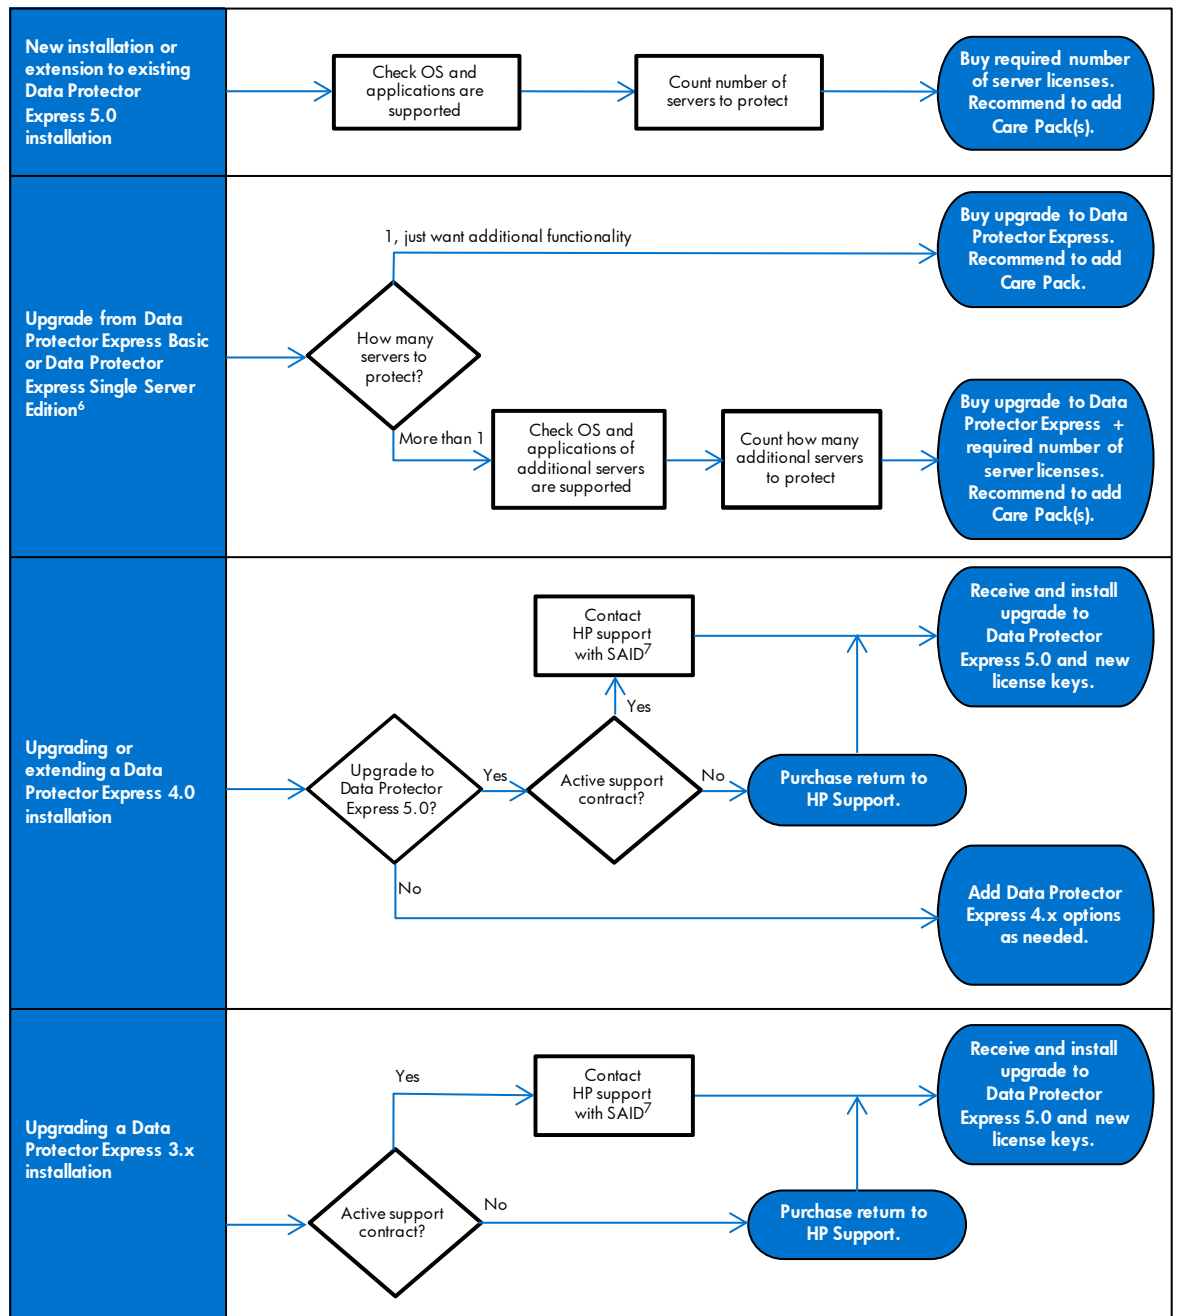 New installation or
extension to existing
Data Protector
Express 5.0
installation
Check OS and
applications are
supported
Count number of
servers to protect
Buy required number
of server licenses.
Recommend to add
Care Pack(s).
Upgrade from Data
Protector Express Basic
or Data Protector
Express Single Server
Edition⁶
1, just want additional functionality
Buy upgrade to Data
Protector Express.
Recommend to add
Care Pack.
How many
servers to
protect?
More than 1
Check OS and
applications of
additional servers
are supported
Count how many
additional servers
to protect
Buy upgrade to Data
Protector Express +
required number of
server licenses.
Recommend to add
Care Pack(s).
Upgrading or
extending a Data
Protector Express 4.0
installation
Upgrade to
Data Protector
Express 5.0?
Yes
Active support
contract?
Yes
Contact
HP support
with SAID⁷
Receive and install
upgrade to
Data Protector
Express 5.0 and new
license keys.
No
Purchase return to
HP Support.
No
Add Data Protector
Express 4.x options
as needed.
Upgrading a Data
Protector Express 3.x
installation
Active support
contract?
Yes
Contact
HP support
with SAID⁷
Receive and install
upgrade to
Data Protector
Express 5.0 and new
license keys.
No
Purchase return to
HP Support.